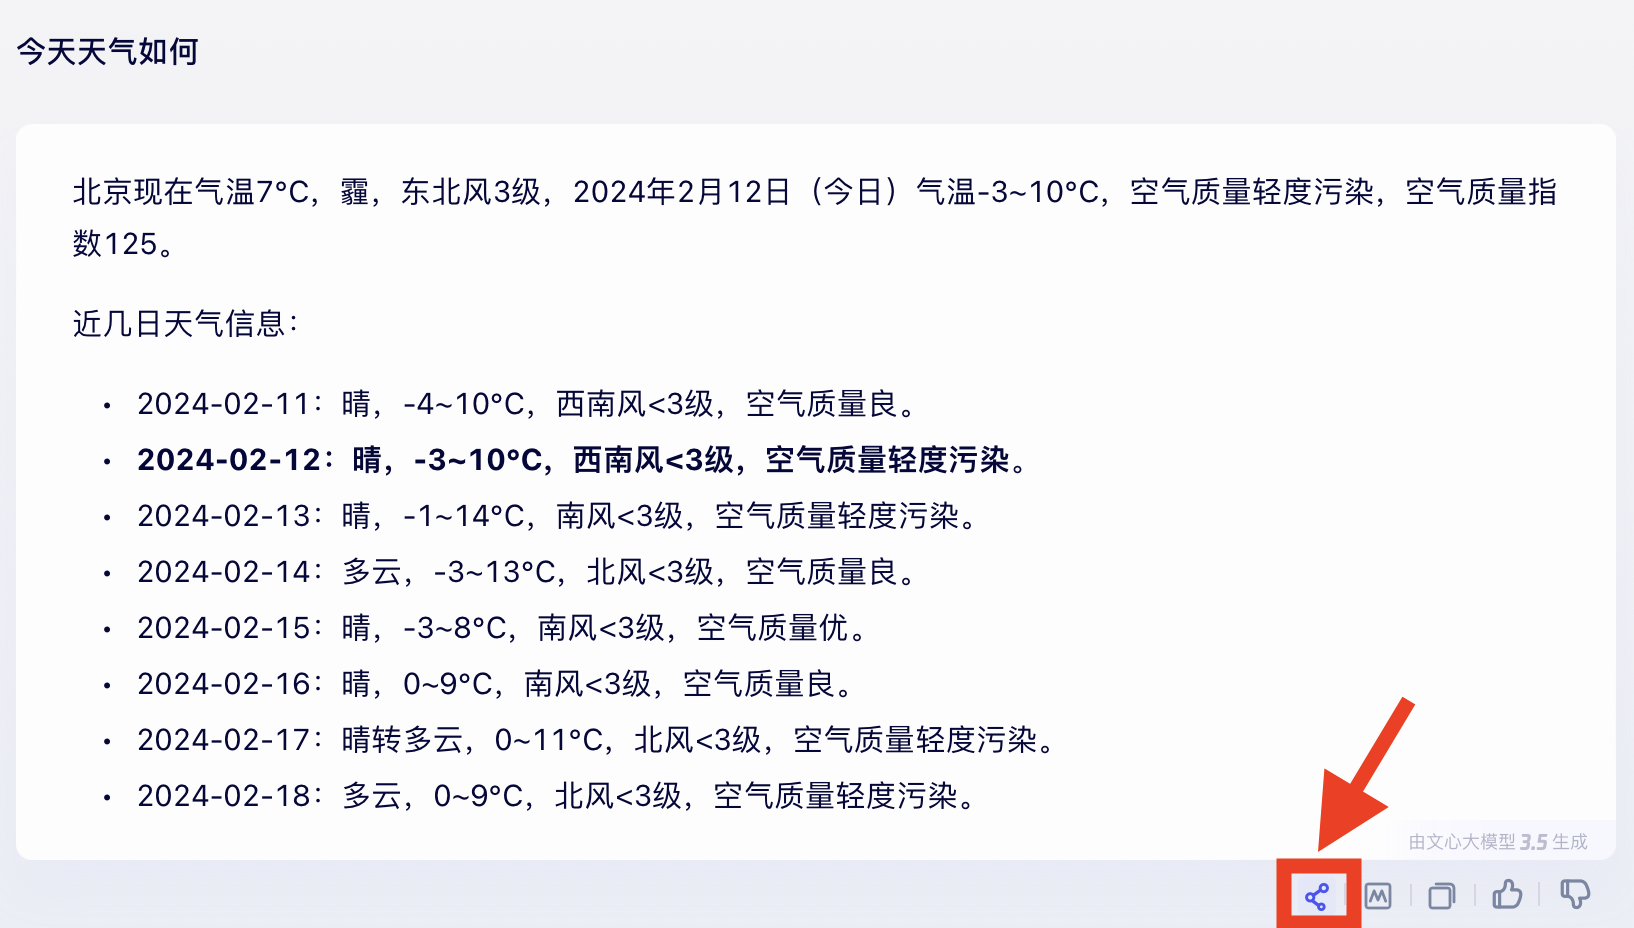 今天天气如何
北京现在气温7°C，霾，东北风3级，2024年2月12日（今日）气温-3~10°C，空气质量轻度污染，空气质量指
数125。
近几日天气信息：
• 2024-02-11：晴，-4~10°C，西南风<3级，空气质量良。
• 2024-02-12：晴，-3~10°C，西南风<3级，空气质量轻度污染。
• 2024-02-13：晴，-1~14°C，南风<3级，空气质量轻度污染。
• 2024-02-14：多云，-3~13°C，北风<3级，空气质量良。
• 2024-02-15：晴，-3~8°C，南风<3级，空气质量优。
• 2024-02-16：晴，0~9°C，南风<3级，空气质量良。
• 2024-02-17：晴转多云，0~11°C，北风<3级，空气质量轻度污染。
• 2024-02-18：多云，0~9°C，北风<3级，空气质量轻度污染。
由文心大模型 3.5 生成